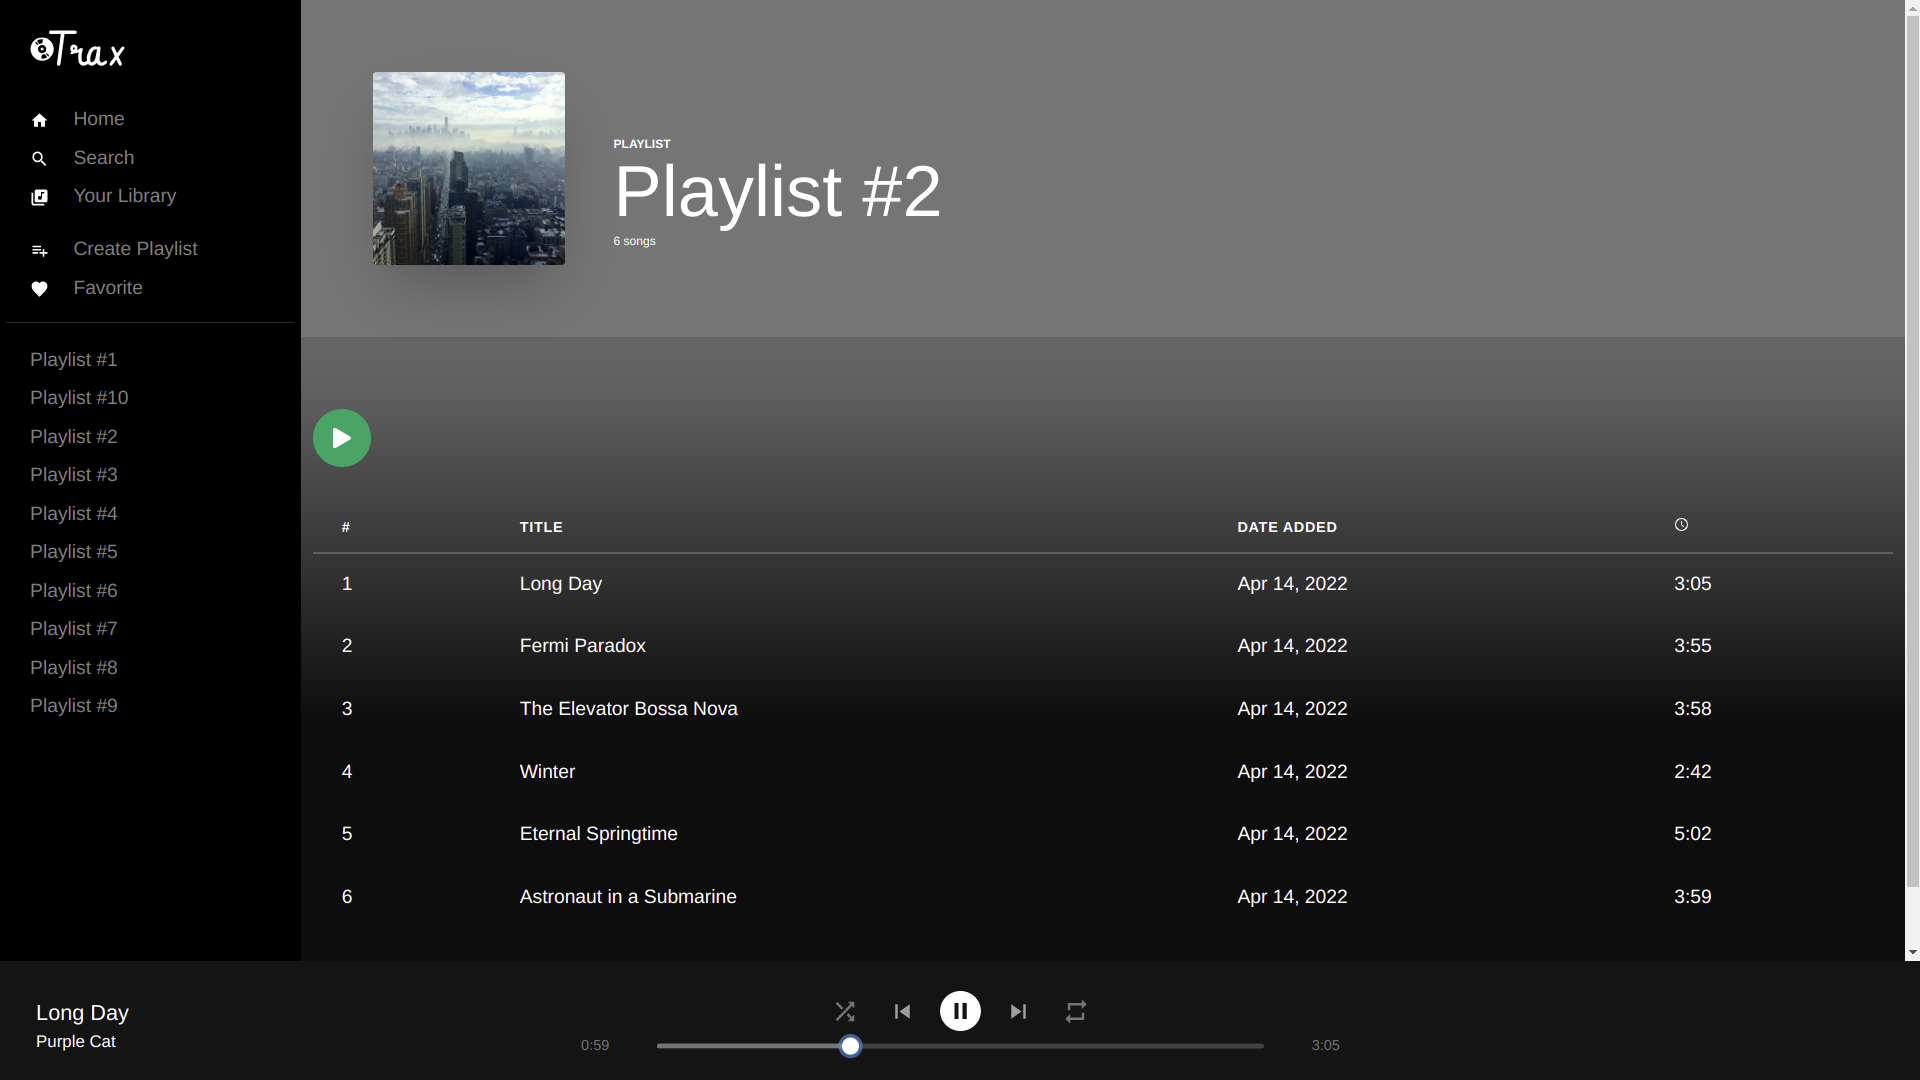 Trax
Home
Search
Your Library
Create Playlist
Favorite
Playlist #1
Playlist #10
Playlist #2
Playlist #3
Playlist #4
Playlist #5
Playlist #6
Playlist #7
Playlist #8
Playlist #9
PLAYLIST
Playlist #2
6 songs
# TITLE DATE ADDED
1 Long Day Apr 14, 2022 3:05
2 Fermi Paradox Apr 14, 2022 3:55
3 The Elevator Bossa Nova Apr 14, 2022 3:58
4 Winter Apr 14, 2022 2:42
5 Eternal Springtime Apr 14, 2022 5:02
6 Astronaut in a Submarine Apr 14, 2022 3:59
Long Day
Purple Cat
0:59 3:05